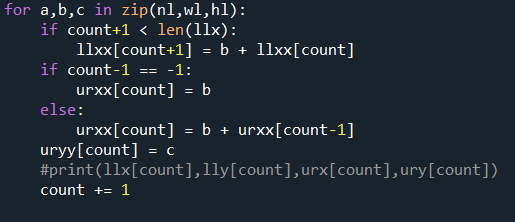 for a,b,c in zip(nl,wl,hl):
    if count+1 < len(llx):
        llxx[count+1] = b + llxx[count]
    if count-1 == -1:
        urxx[count] = b
    else:
        urxx[count] = b + urxx[count-1]
    uryy[count] = c
    #print(llx[count],lly[count],urx[count],ury[count])
    count += 1